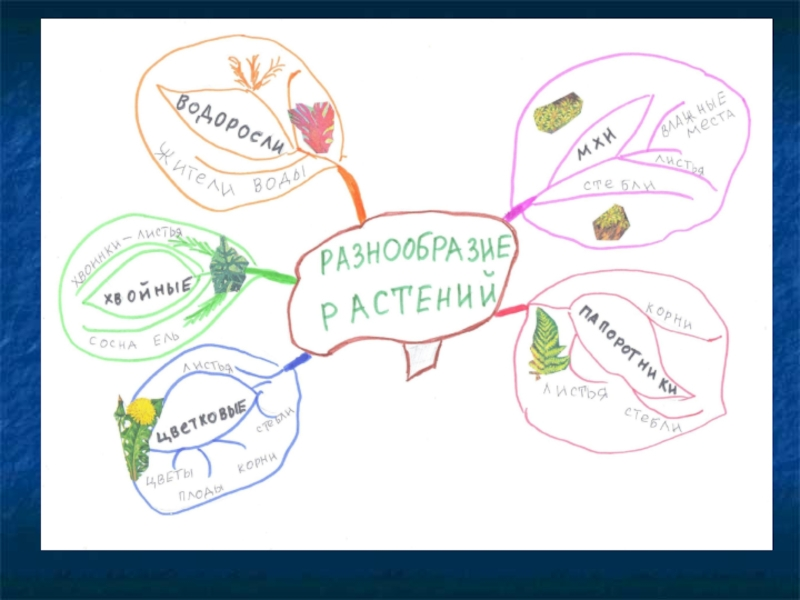 РАЗНООБРАЗИЕ
РАСТЕНИЙ
ВОДОРОСЛИ
ЖИТЕЛИ ВОДЫ
МХИ
ВЛАЖНЫЕ
МЕСТА
ЛИСТЬЯ
СТЕБЛИ
ХВОИНКИ-ЛИСТЬЯ
ХВОЙНЫЕ
СОСНА ЕЛЬ
ПАПОРОТНИКИ
КОРНИ
ЛИСТЬЯ
СТЕБЛИ
ЛИСТЬЯ
ЦВЕТКОВЫЕ
СТЕБЛИ
КОРНИ
ЦВЕТЫ
ПЛОДЫ